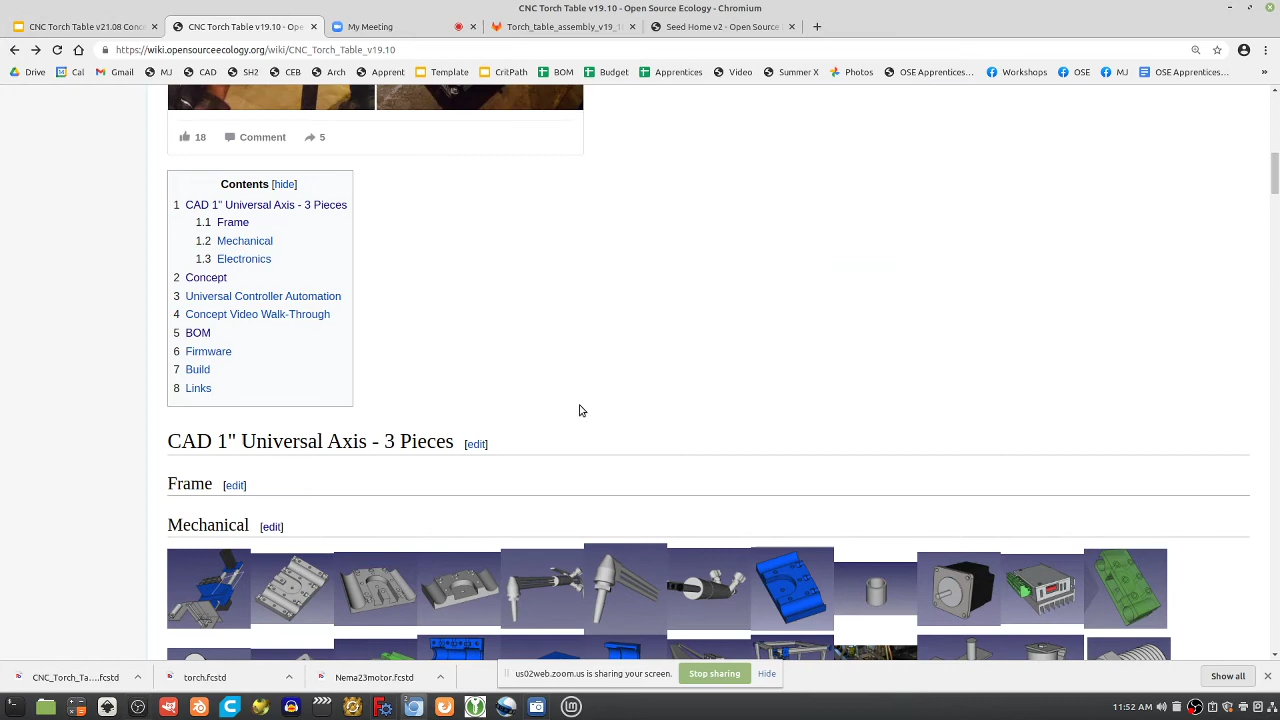 CNC Torch Table v19.10 - Open Source Ecology - Chromium
CNC Torch Table v21.08 Conc
CNC Torch Table v19.10 - Ope
My Meeting
Torch_table_assembly_v19_1
Seed Home v2 - Open Source
https://wiki.opensourceecology.org/wiki/CNC_Torch_Table_v19.10
Drive Cal Gmail MJ CAD SH2 CEB Arch Apprent Template CritPath BOM Budget Apprentices Video Summer X Photos OSE Apprentices... Workshops OSE MJ OSE Apprentices...
18 Comment 5
Contents [hide]
1 CAD 1" Universal Axis - 3 Pieces
1.1 Frame
1.2 Mechanical
1.3 Electronics
2 Concept
3 Universal Controller Automation
4 Concept Video Walk-Through
5 BOM
6 Firmware
7 Build
8 Links
CAD 1" Universal Axis - 3 Pieces [edit]
Frame [edit]
Mechanical [edit]
CNC_Torch_Ta....fcstd
torch.fcstd
Nema23motor.fcstd
us02web.zoom.us is sharing your screen.
Stop sharing
Hide
Show all
11:52 AM